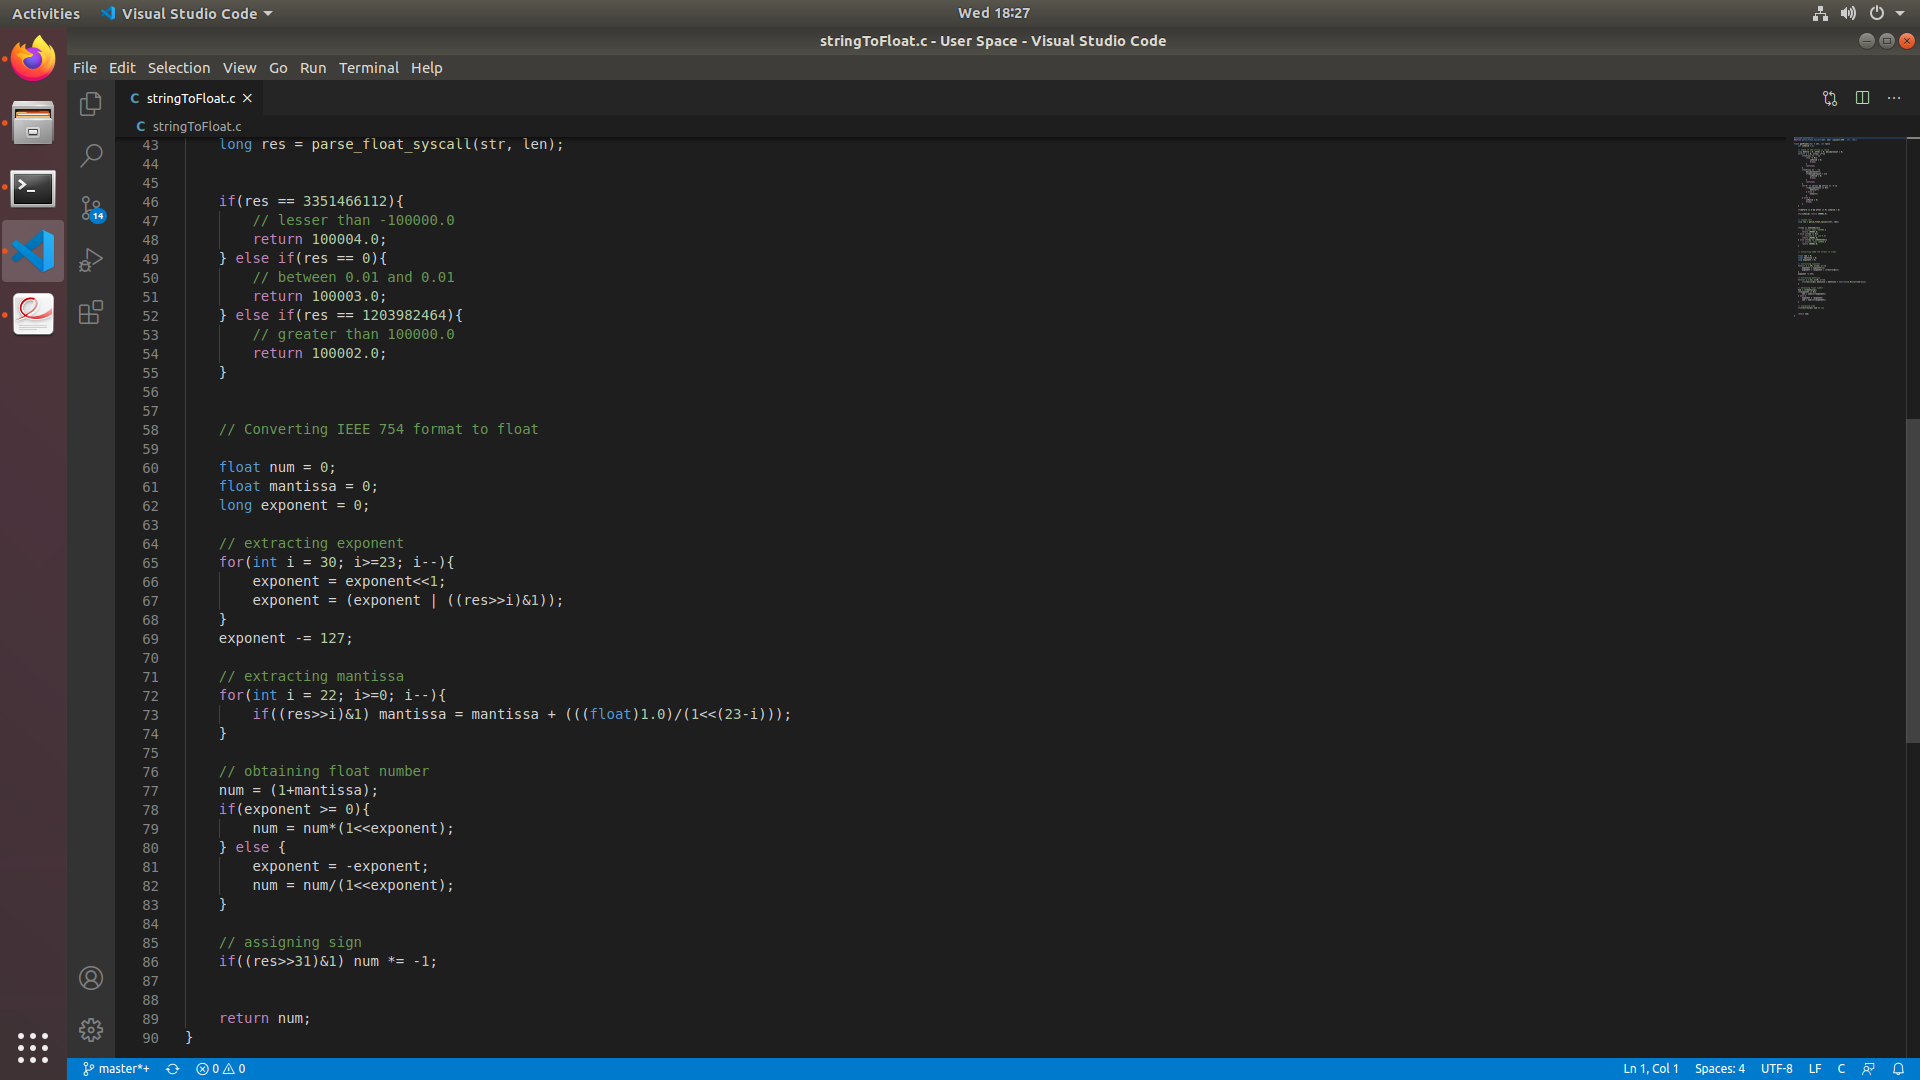 Activities Visual Studio Code Wed 18:27
stringToFloat.c - User Space - Visual Studio Code
File Edit Selection View Go Run Terminal Help
C stringToFloat.c
C stringToFloat.c
43 long res = parse_float_syscall(str, len);
44
45
46 if(res == 3351466112){
47 // lesser than -100000.0
48 return 100004.0;
49 } else if(res == 0){
50 // between 0.01 and 0.01
51 return 100003.0;
52 } else if(res == 1203982464){
53 // greater than 100000.0
54 return 100002.0;
55 }
56
57
58 // Converting IEEE 754 format to float
59
60 float num = 0;
61 float mantissa = 0;
62 long exponent = 0;
63
64 // extracting exponent
65 for(int i = 30; i>=23; i--){
66 exponent = exponent<<1;
67 exponent = (exponent | ((res>>i)&1));
68 }
69 exponent -= 127;
70
71 // extracting mantissa
72 for(int i = 22; i>=0; i--){
73 if((res>>i)&1) mantissa = mantissa + (((float)1.0)/(1<<(23-i)));
74 }
75
76 // obtaining float number
77 num = (1+mantissa);
78 if(exponent >= 0){
79 num = num*(1<<exponent);
80 } else {
81 exponent = -exponent;
82 num = num/(1<<exponent);
83 }
84
85 // assigning sign
86 if((res>>31)&1) num *= -1;
87
88
89 return num;
90 }
14
master*+ 0 0 Ln 1, Col 1 Spaces: 4 UTF-8 LF C